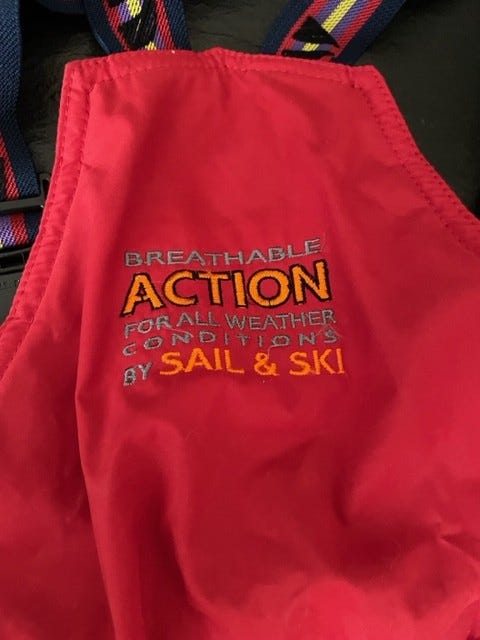 BREATHABLE
ACTION
FOR ALL WEATHER
CONDITIONS
BY SAIL & SKI